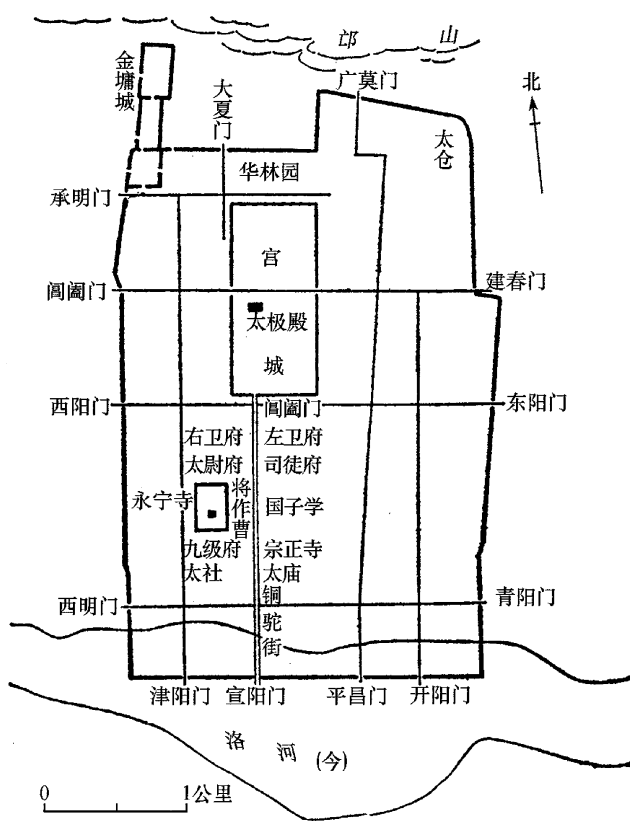 邙山
金墉城
大夏门
广莫门
北
太仓
华林园
承明门
宫
阊阖门
建春门
太极殿
城
西阳门
阊阖门
东阳门
右卫府
左卫府
太尉府
司徒府
永宁寺
将作曹
国子学
九级府
宗正寺
太社
太庙
西明门
铜驼街
青阳门
津阳门
宣阳门
平昌门
开阳门
洛河(今)
0
1公里